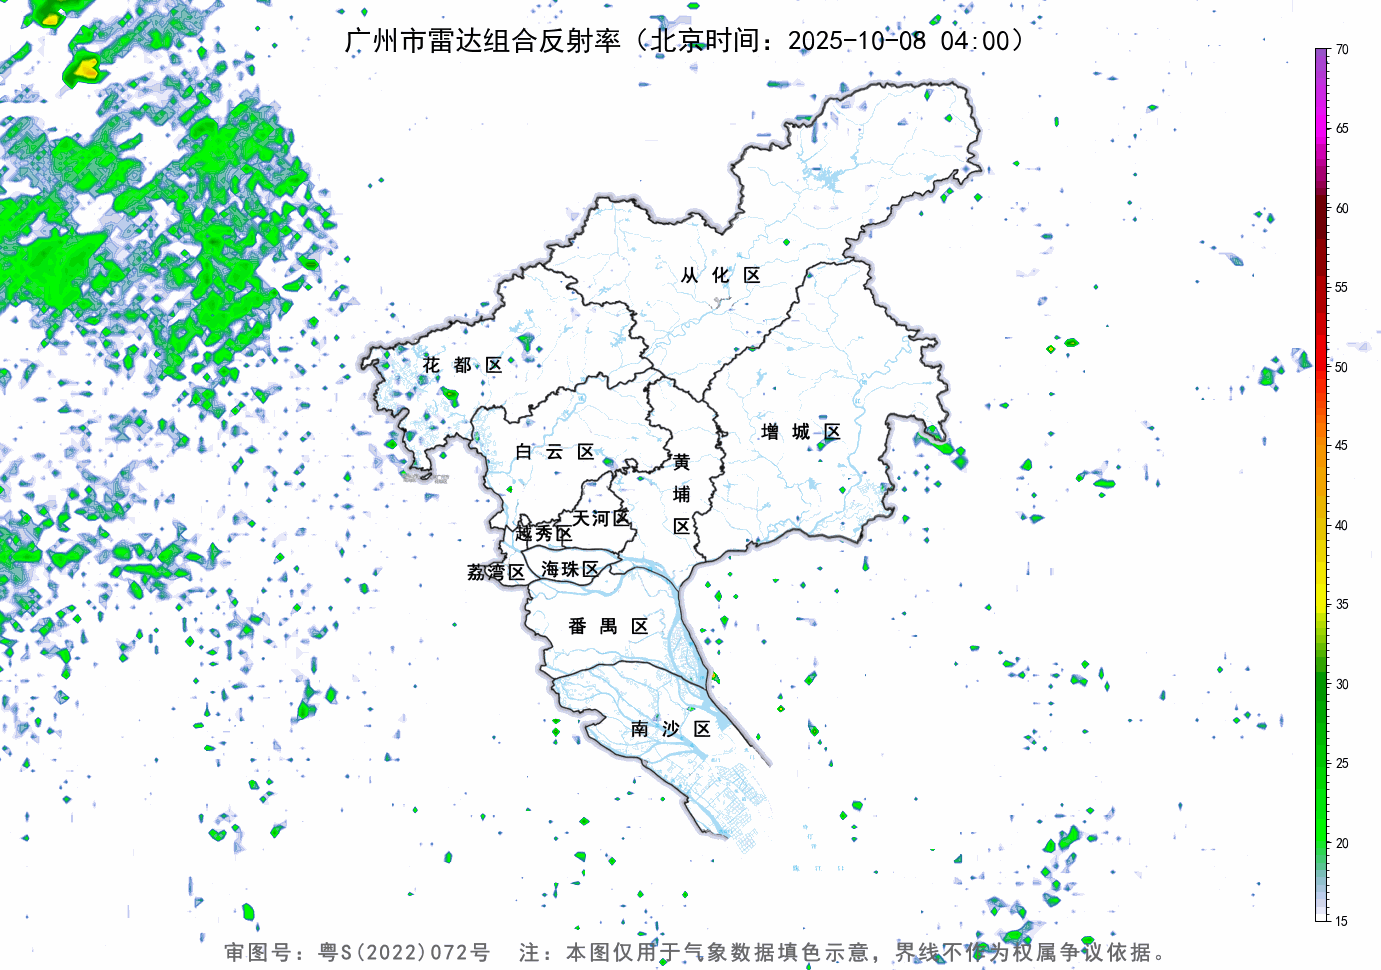 广州市雷达组合反射率（北京时间：2025-10-08 04:00）
70
65
60
55
50
45
40
35
30
25
20
15
从化区
花都区
增城区
白云区
黄埔区
天河区
越秀区
荔湾区
海珠区
番禺区
南沙区
审图号：粤S(2022)072号 注：本图仅用于气象数据填色示意，界线不作为权属争议依据。